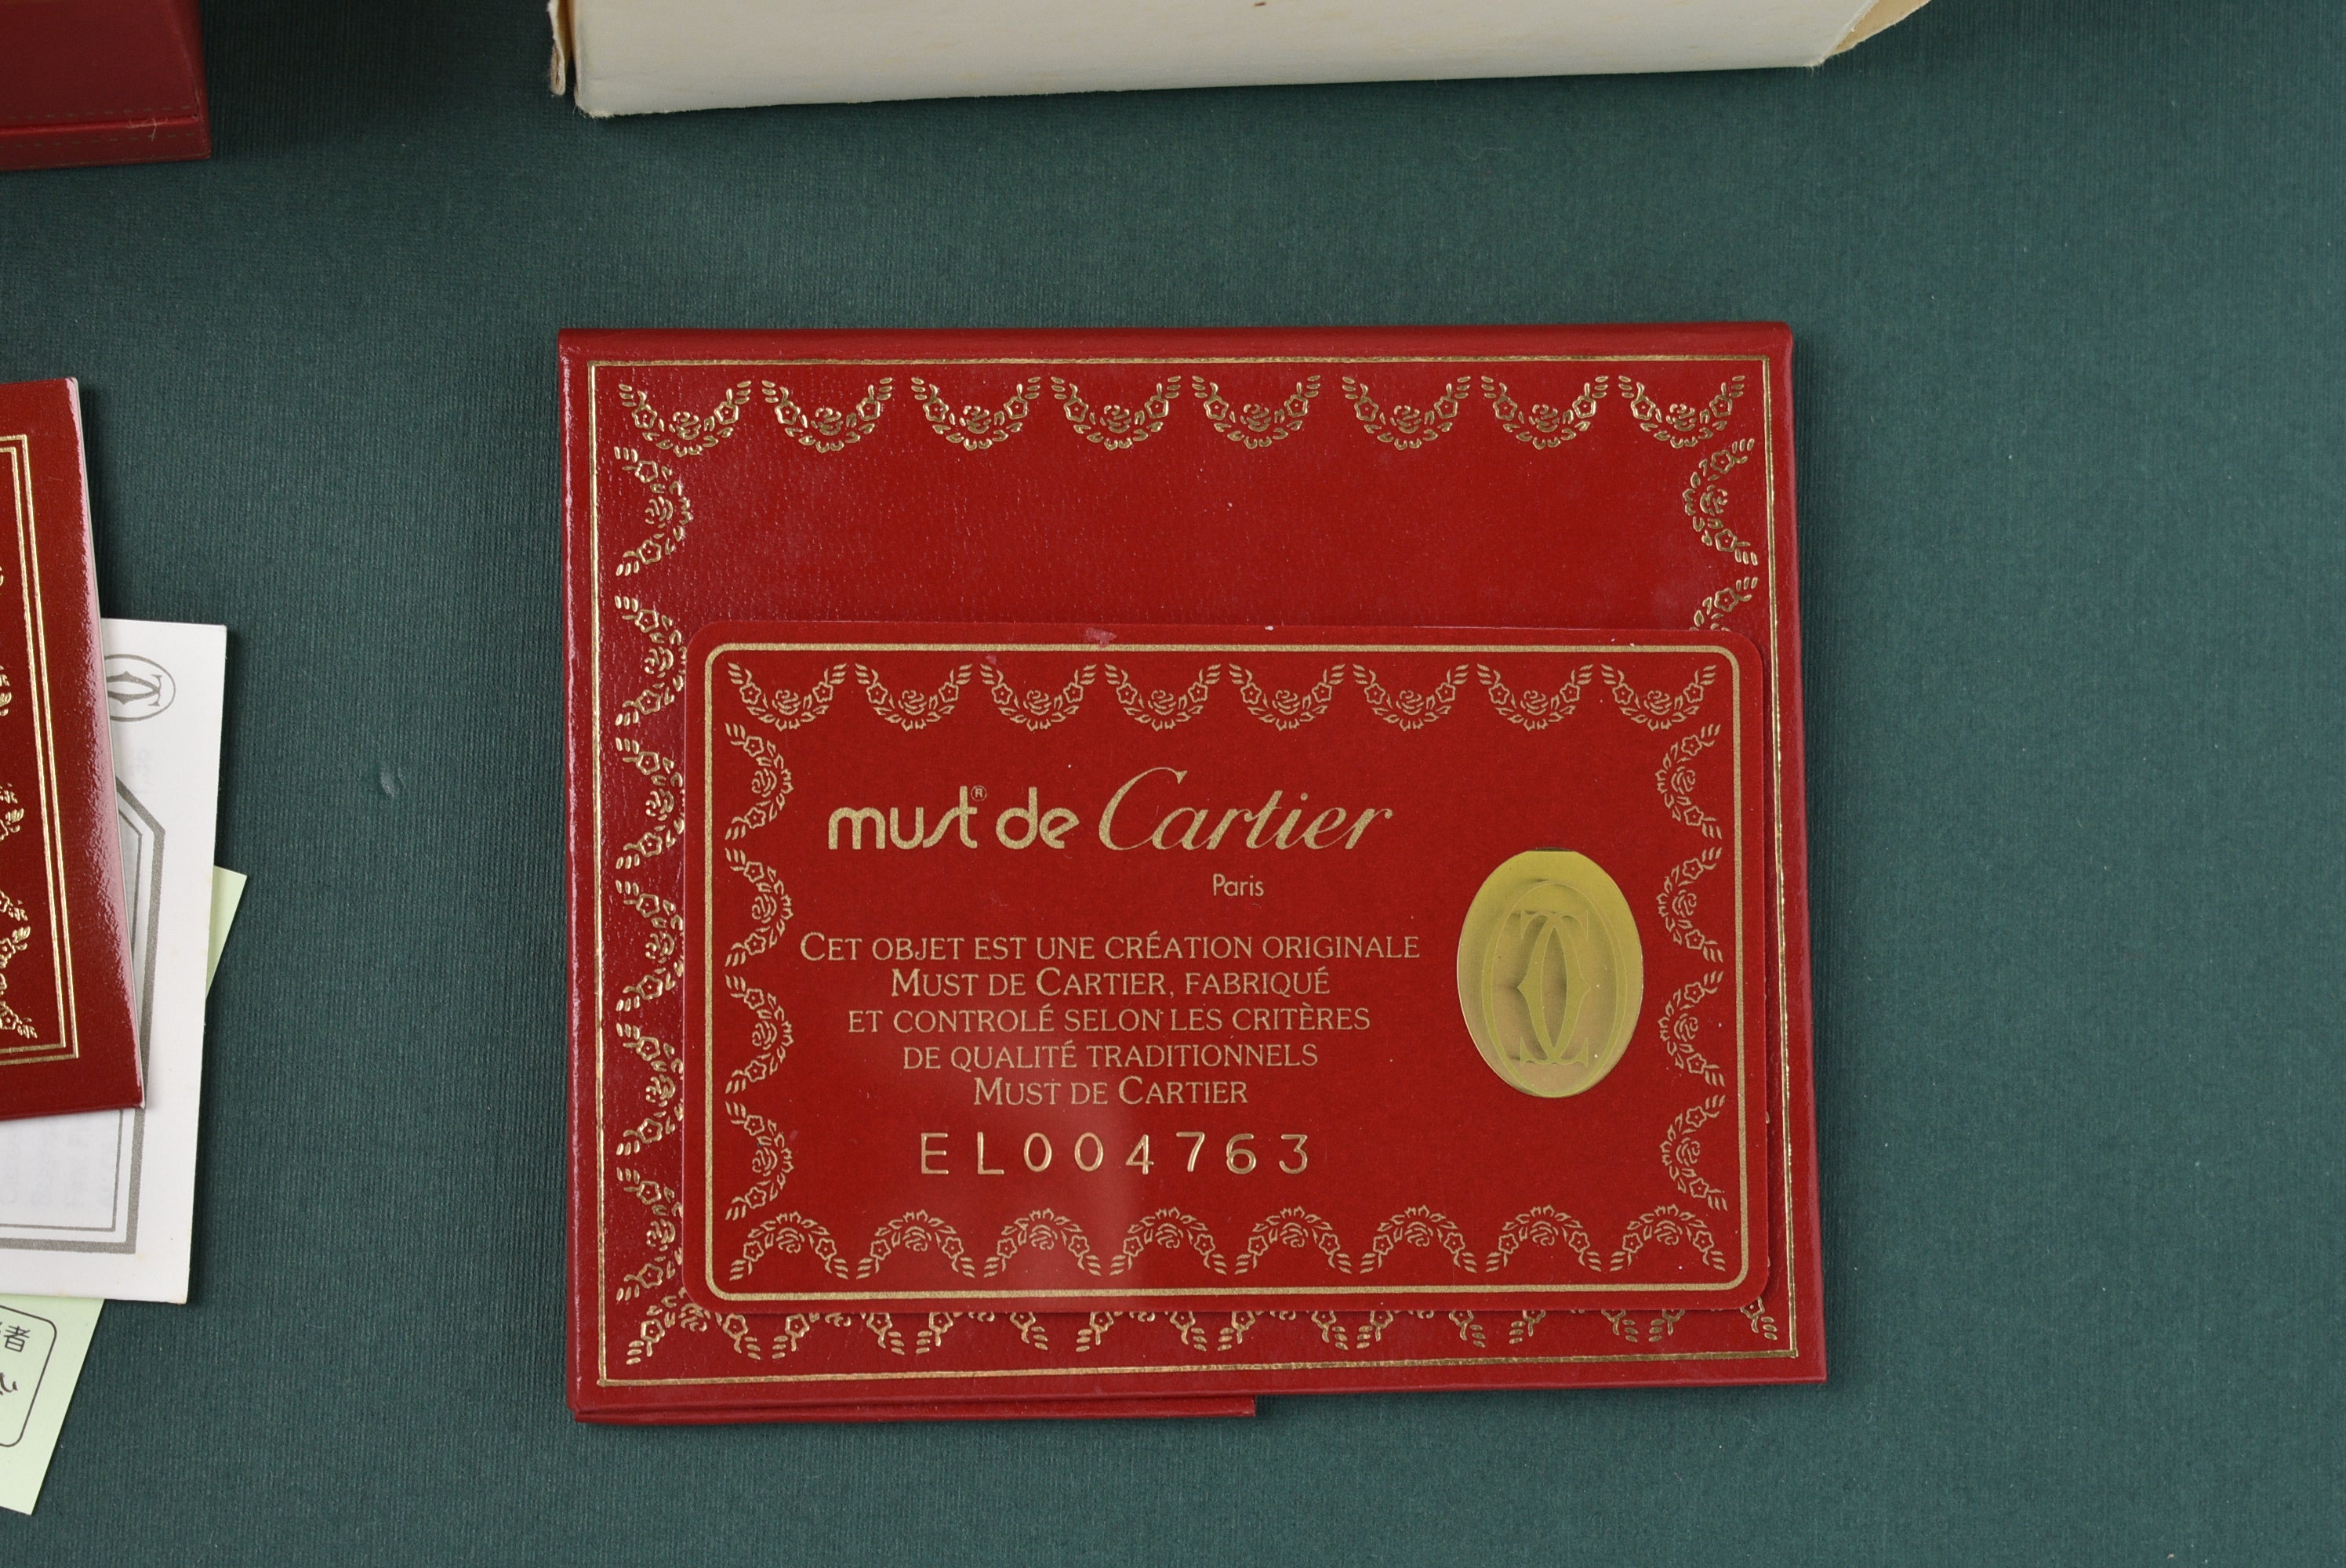 must® de Cartier
Paris
CET OBJET EST UNE CRÉATION ORIGINALE
MUST DE CARTIER, FABRIQUÉ
ET CONTROLÉ SELON LES CRITÈRES
DE QUALITÉ TRADITIONNELS
MUST DE CARTIER
EL004763
者